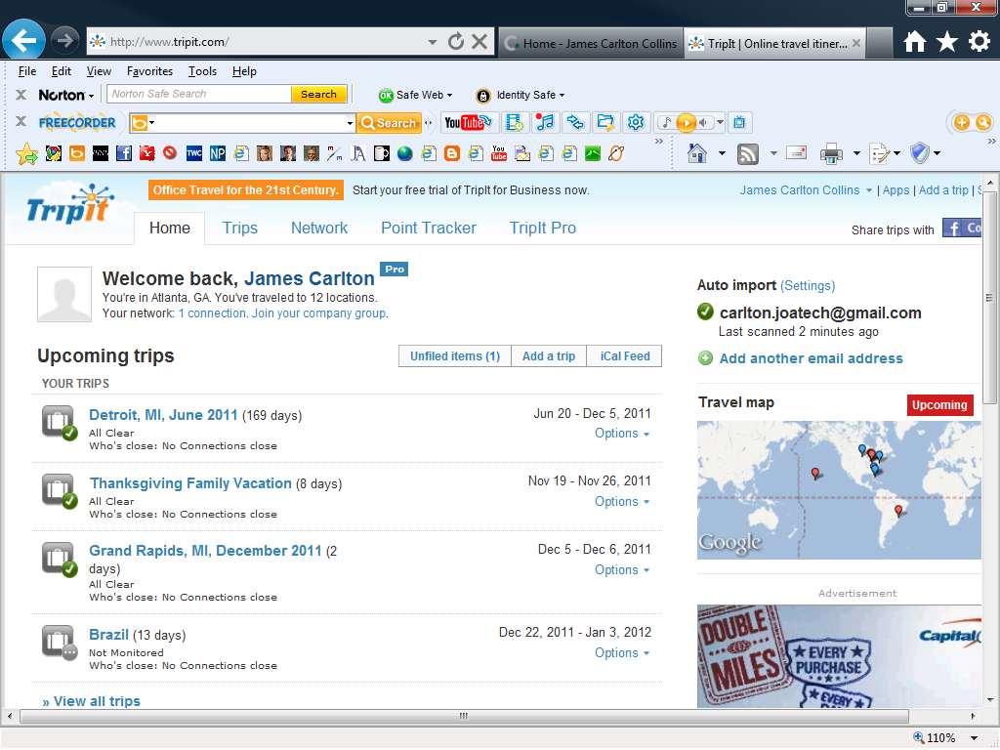 http://www.tripit.com/
Home - James Carlton Collins
TripIt | Online travel itiner...
File Edit View Favorites Tools Help
Norton
Norton Safe Search
Search
OK Safe Web
Identity Safe
FREECORDER
Search
YouTube
TWC
NP
You Tube
TripIt
Office Travel for the 21st Century.
Start your free trial of TripIt for Business now.
James Carlton Collins | Apps | Add a trip | S
Home Trips Network Point Tracker TripIt Pro
Share trips with f Co
Welcome back, James Carlton Pro
You're in Atlanta, GA. You've traveled to 12 locations.
Your network: 1 connection. Join your company group.
Auto import (Settings)
carlton.joatech@gmail.com
Last scanned 2 minutes ago
Add another email address
Upcoming trips
Unfiled items (1) Add a trip iCal Feed
YOUR TRIPS
Detroit, MI, June 2011 (169 days)
Jun 20 - Dec 5, 2011
All Clear
Options
Who's close: No Connections close
Thanksgiving Family Vacation (8 days)
Nov 19 - Nov 26, 2011
All Clear
Options
Who's close: No Connections close
Grand Rapids, MI, December 2011 (2
days)
Dec 5 - Dec 6, 2011
Options
All Clear
Who's close: No Connections close
Brazil (13 days)
Dec 22, 2011 - Jan 3, 2012
Not Monitored
Options
Who's close: No Connections close
» View all trips
Travel map
Upcoming
Google
Advertisement
DOUBLE
MILES
EVERY
PURCHASE
EVERY
Capital
110%